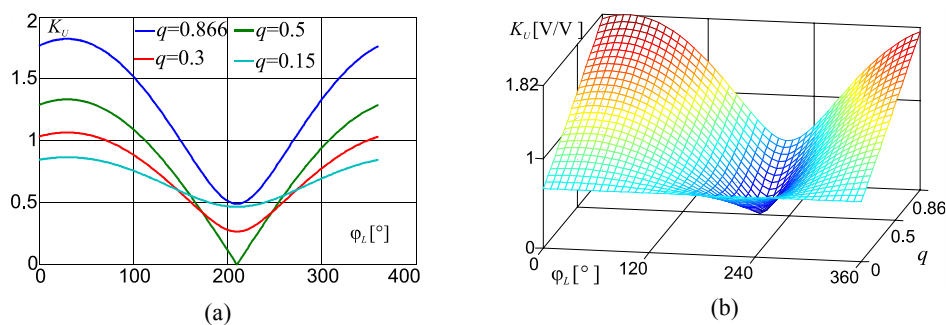 K_U
q=0.866
q=0.5
q=0.3
q=0.15
2
1.5
1
0.5
0
φ_L[°]
0 100 200 300 400
(a)
K_U[V/V]
1.82
1
0
0
120
240
360
φ_L[°]
0
0.5
0.86
q
(b)